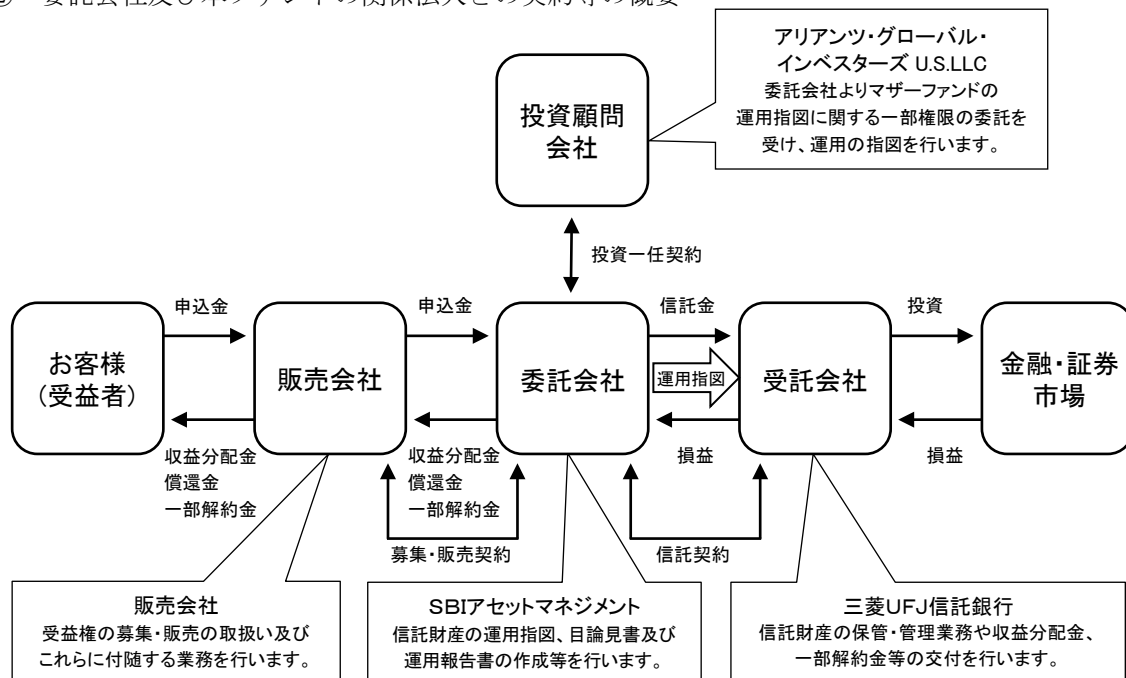 委託会社及び本ファンドの関係法人との契約等の概要
アリアンツ・グローバル・
インベスターズ U.S.LLC
委託会社よりマザーファンドの
運用指図に関する一部権限の委託を
受け、運用の指図を行います。
投資顧問
会社
投資一任契約
申込金
申込金
信託金
投資
お客様
（受益者）
販売会社
委託会社
運用指図
受託会社
金融・証券
市場
収益分配金
償還金
一部解約金
収益分配金
償還金
一部解約金
損益
損益
募集・販売契約
信託契約
販売会社
受益権の募集・販売の取扱い及び
これらに付随する業務を行います。
SBIアセットマネジメント
信託財産の運用指図、目論見書及び
運用報告書の作成等を行います。
三菱UFJ信託銀行
信託財産の保管・管理業務や収益分配金、
一部解約金等の交付を行います。